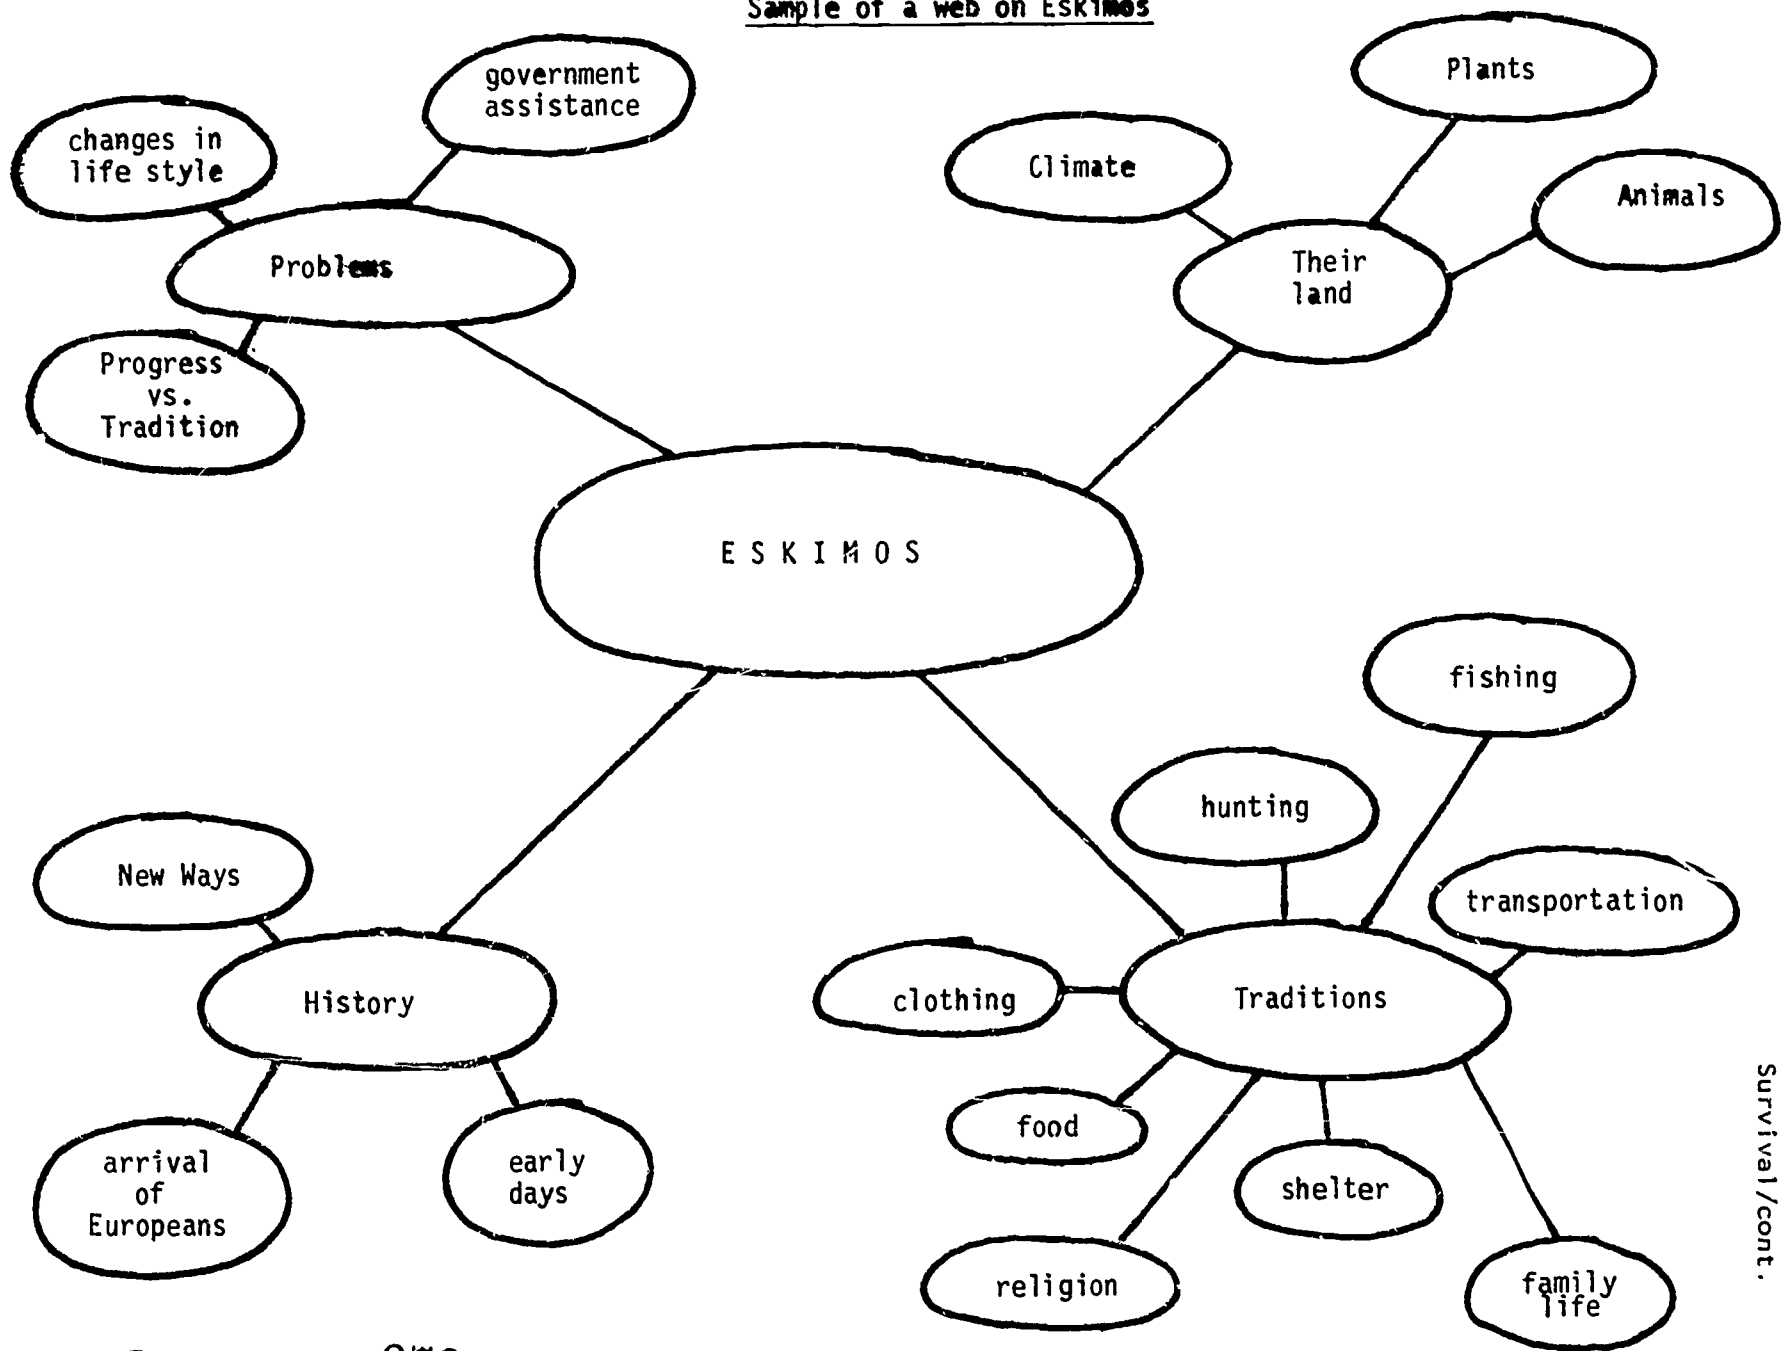 Sample of a web on Eskimos
government
assistance
changes in
life style
Problems
Progress
vs.
Tradition
Plants
Climate
Animals
Their
land
E S K I M O S
fishing
hunting
transportation
clothing
Traditions
food
shelter
religion
family
life
New Ways
History
arrival
of
Europeans
early
days
Survival/cont.